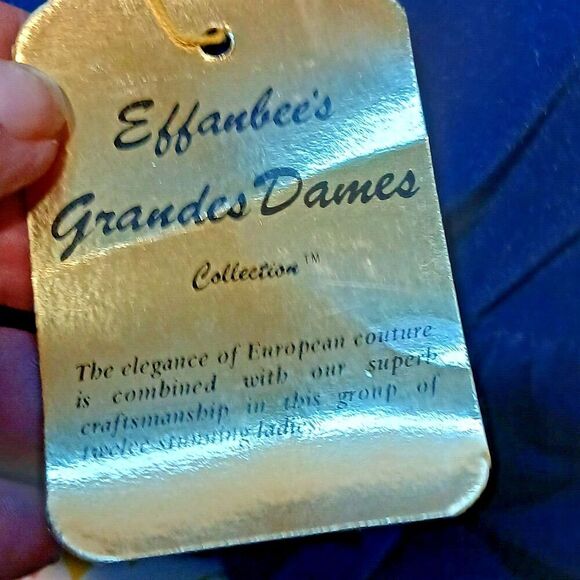 Effanbee's
Grandes Dames
Collection™
The elegance of European couture
is combined with our superb
craftsmanship in this group of
twelve stunning ladies.